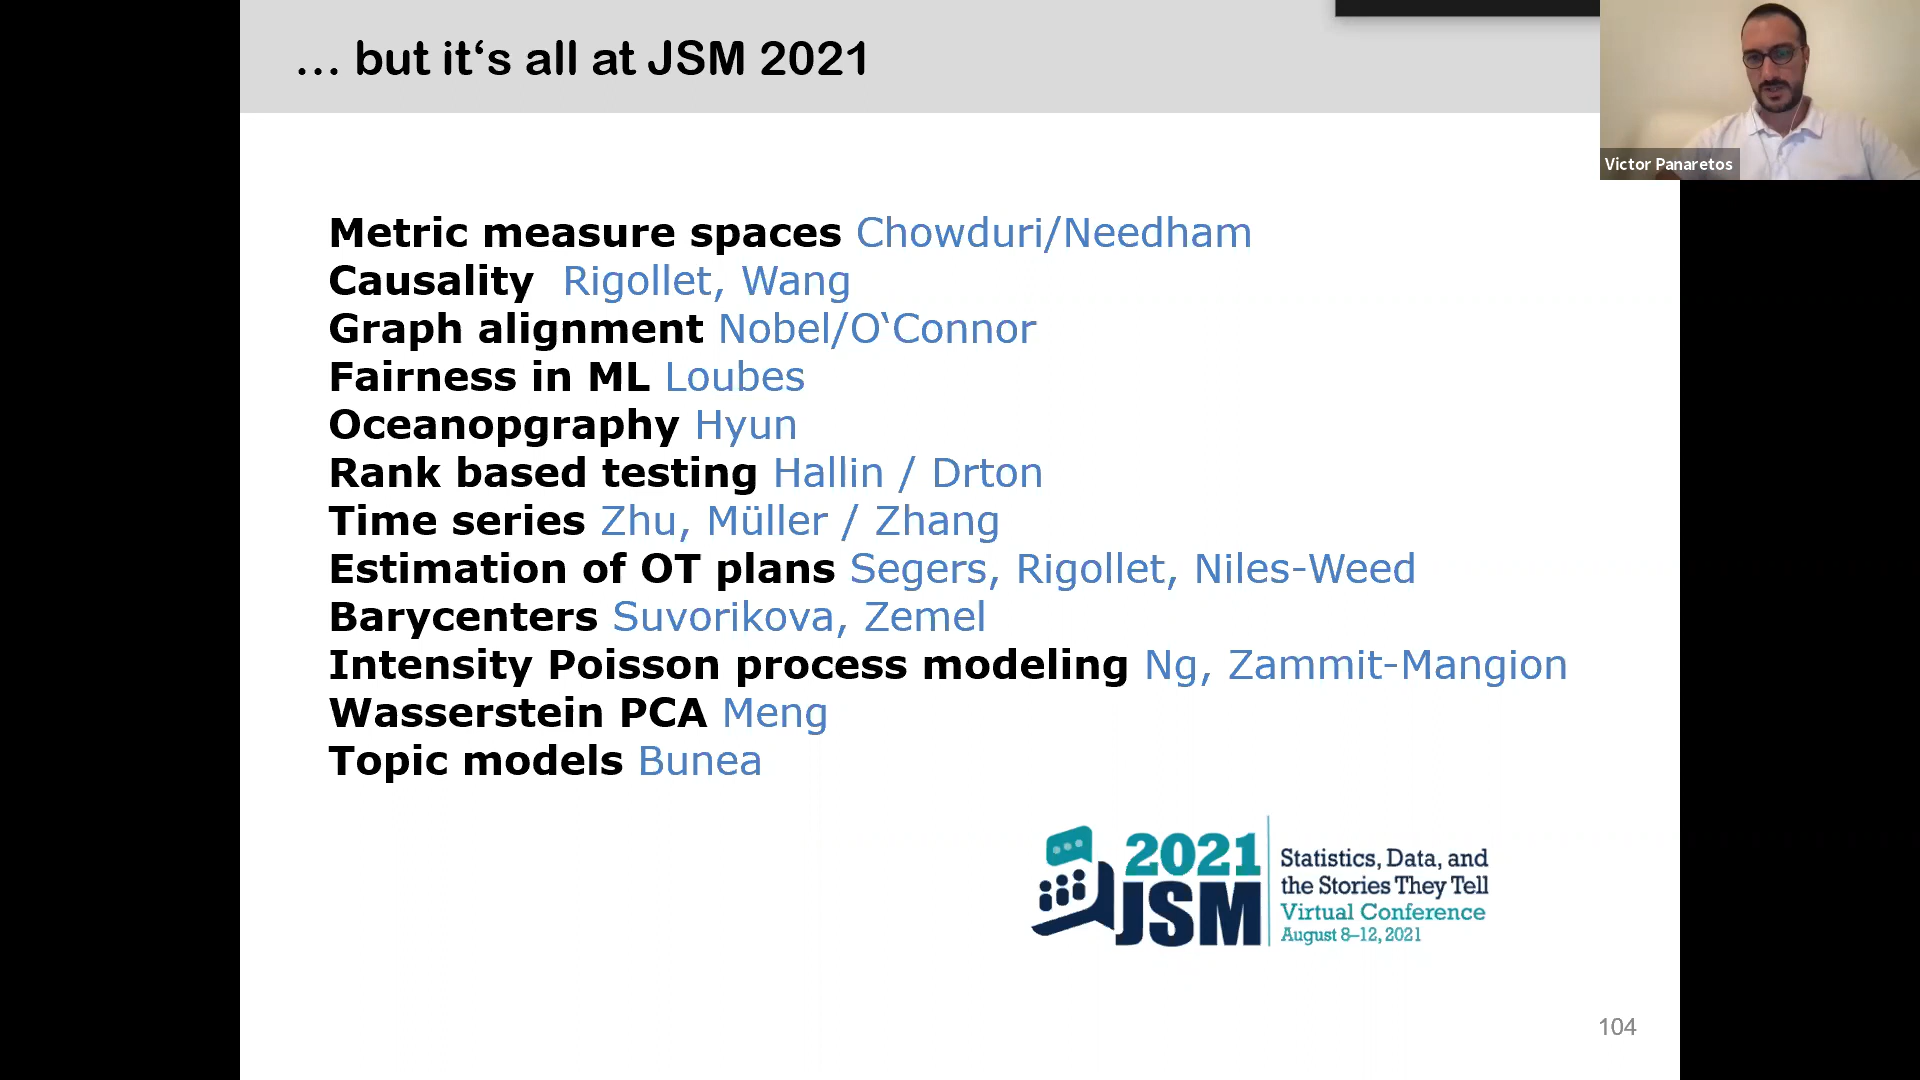 ... but it‘s all at JSM 2021
Victor Panaretos
Metric measure spaces Chowduri/Needham
Causality Rigollet, Wang
Graph alignment Nobel/O‘Connor
Fairness in ML Loubes
Oceanopgraphy Hyun
Rank based testing Hallin / Drton
Time series Zhu, Müller / Zhang
Estimation of OT plans Segers, Rigollet, Niles-Weed
Barycenters Suvorikova, Zemel
Intensity Poisson process modeling Ng, Zammit-Mangion
Wasserstein PCA Meng
Topic models Bunea
2021
JSM
Statistics, Data, and
the Stories They Tell
Virtual Conference
August 8–12, 2021
104